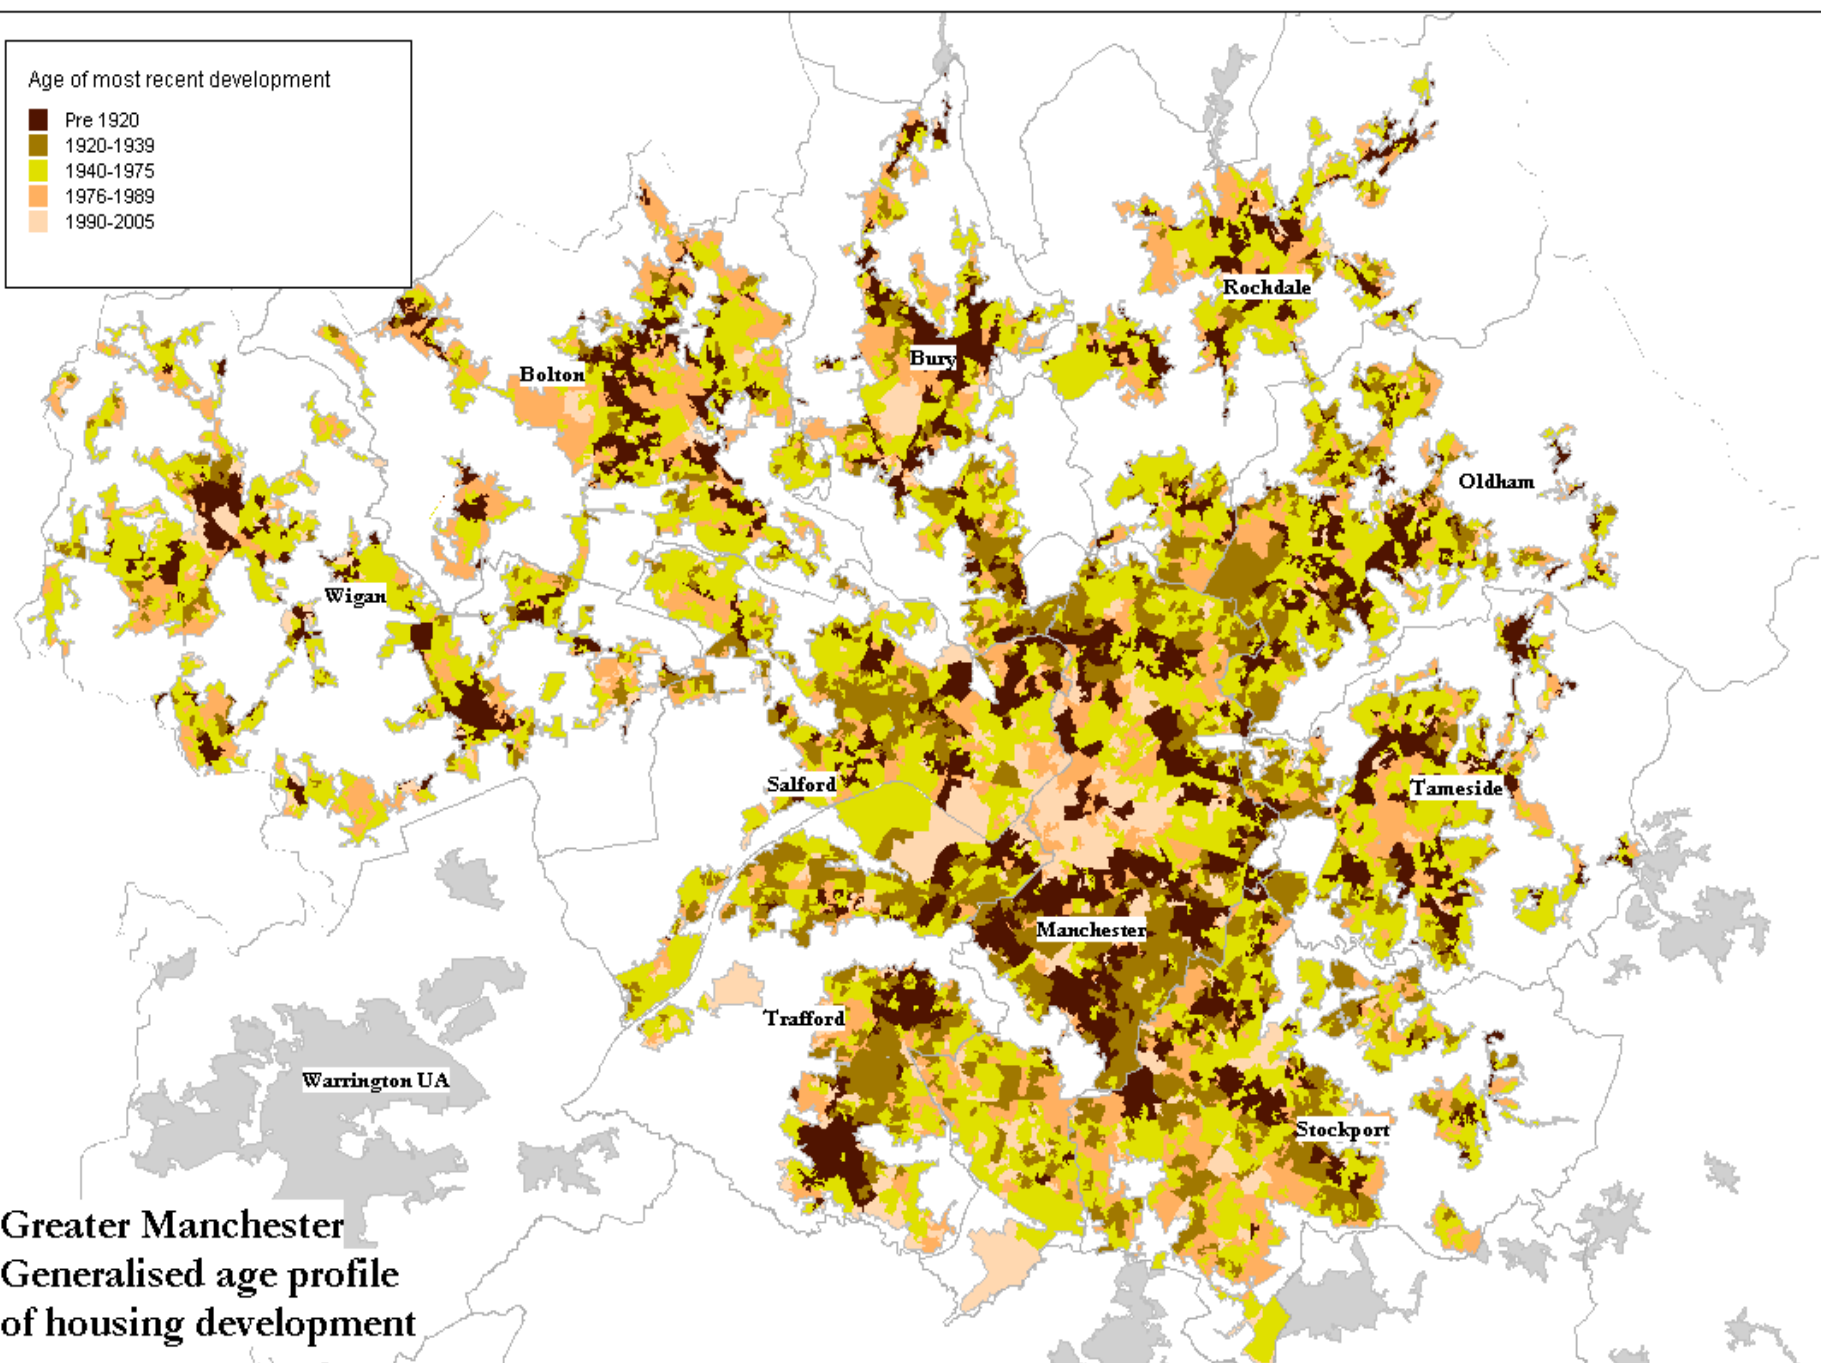 Age of most recent development
Pre 1920
1920-1939
1940-1975
1976-1989
1990-2005
Rochdale
Bury
Bolton
Oldham
Wigan
Salford
Tameside
Manchester
Trafford
Warrington UA
Stockport
Greater Manchester
Generalised age profile
of housing development